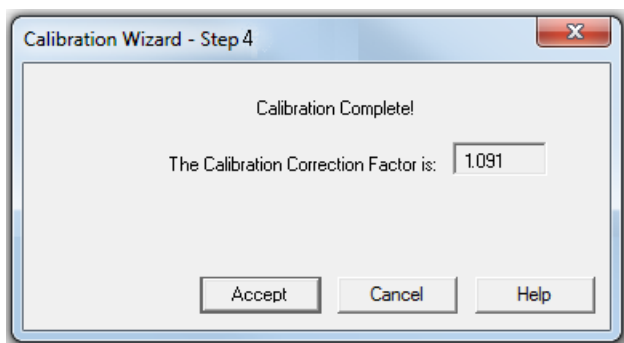 Calibration Wizard - Step 4
Calibration Complete!
The Calibration Correction Factor is: 1.091
Accept Cancel Help